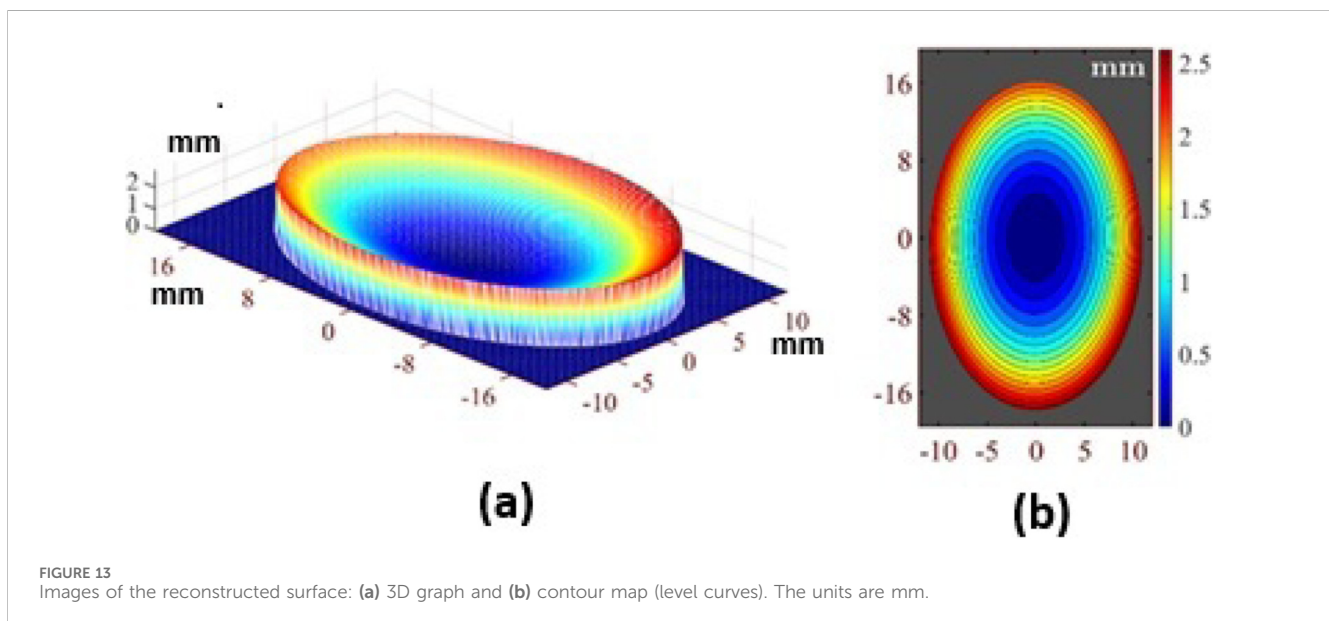 mm
2
1
0
16
mm
8
0
-8
-16
10
5
mm
0
-5
-10
(a)
mm
16
8
0
-8
-16
-10 -5 0 5 10
2.5
2
1.5
1
0.5
0
(b)
FIGURE 13
Images of the reconstructed surface: (a) 3D graph and (b) contour map (level curves). The units are mm.